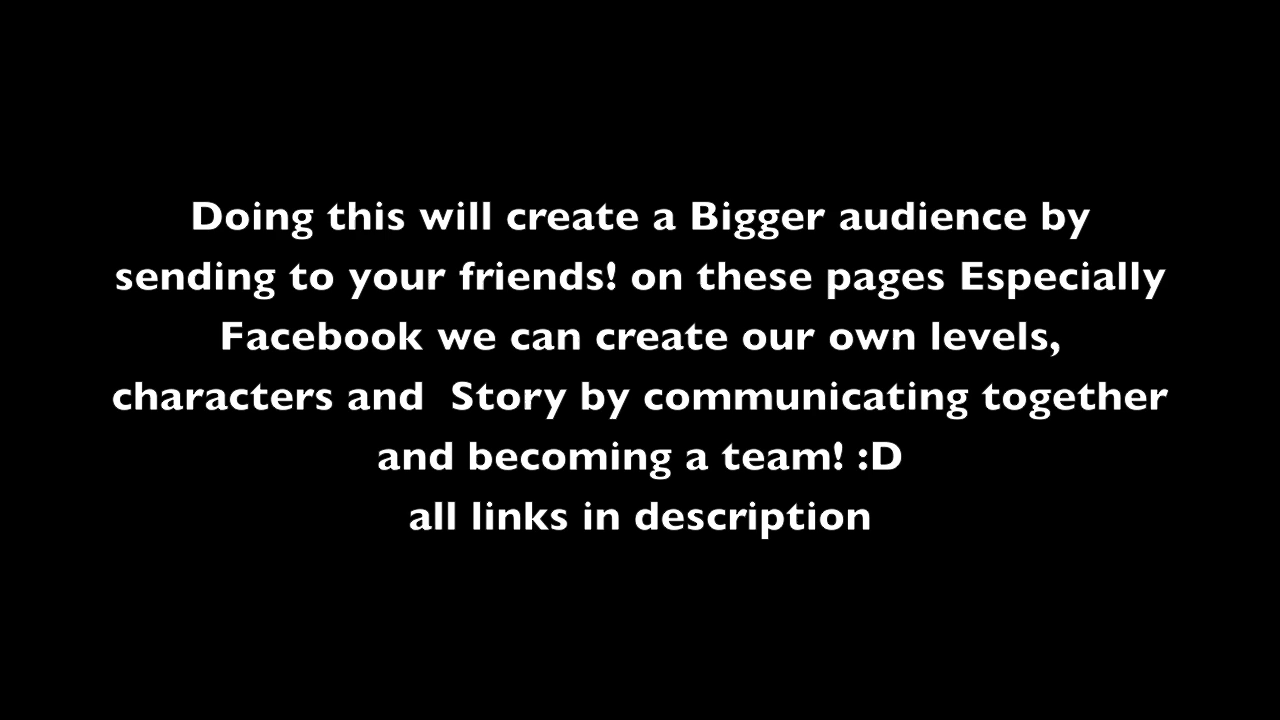 Doing this will create a Bigger audience by
sending to your friends! on these pages Especially
Facebook we can create our own levels,
characters and  Story by communicating together
and becoming a team! :D
all links in description